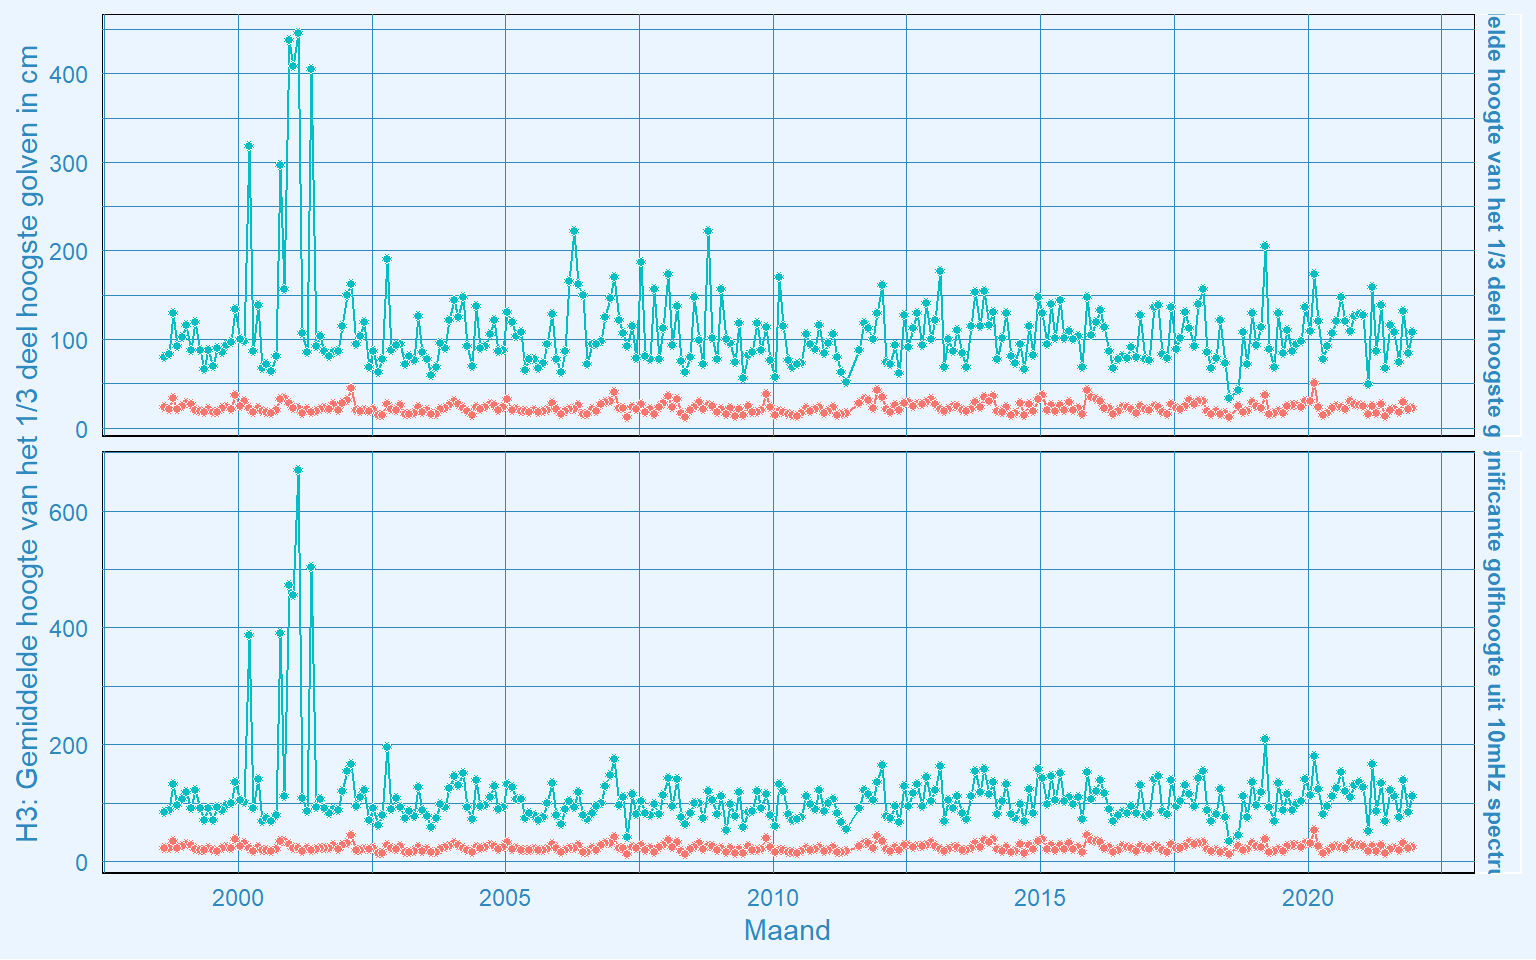 H3: Gemiddelde hoogte van het 1/3 deel hoogste golven in cm
400
300
200
100
0
elde hoogte van het 1/3 deel hoogste g
600
400
200
0
nificante golfhoogte uit 10mHz spectru
2000 2005 2010 2015 2020
Maand